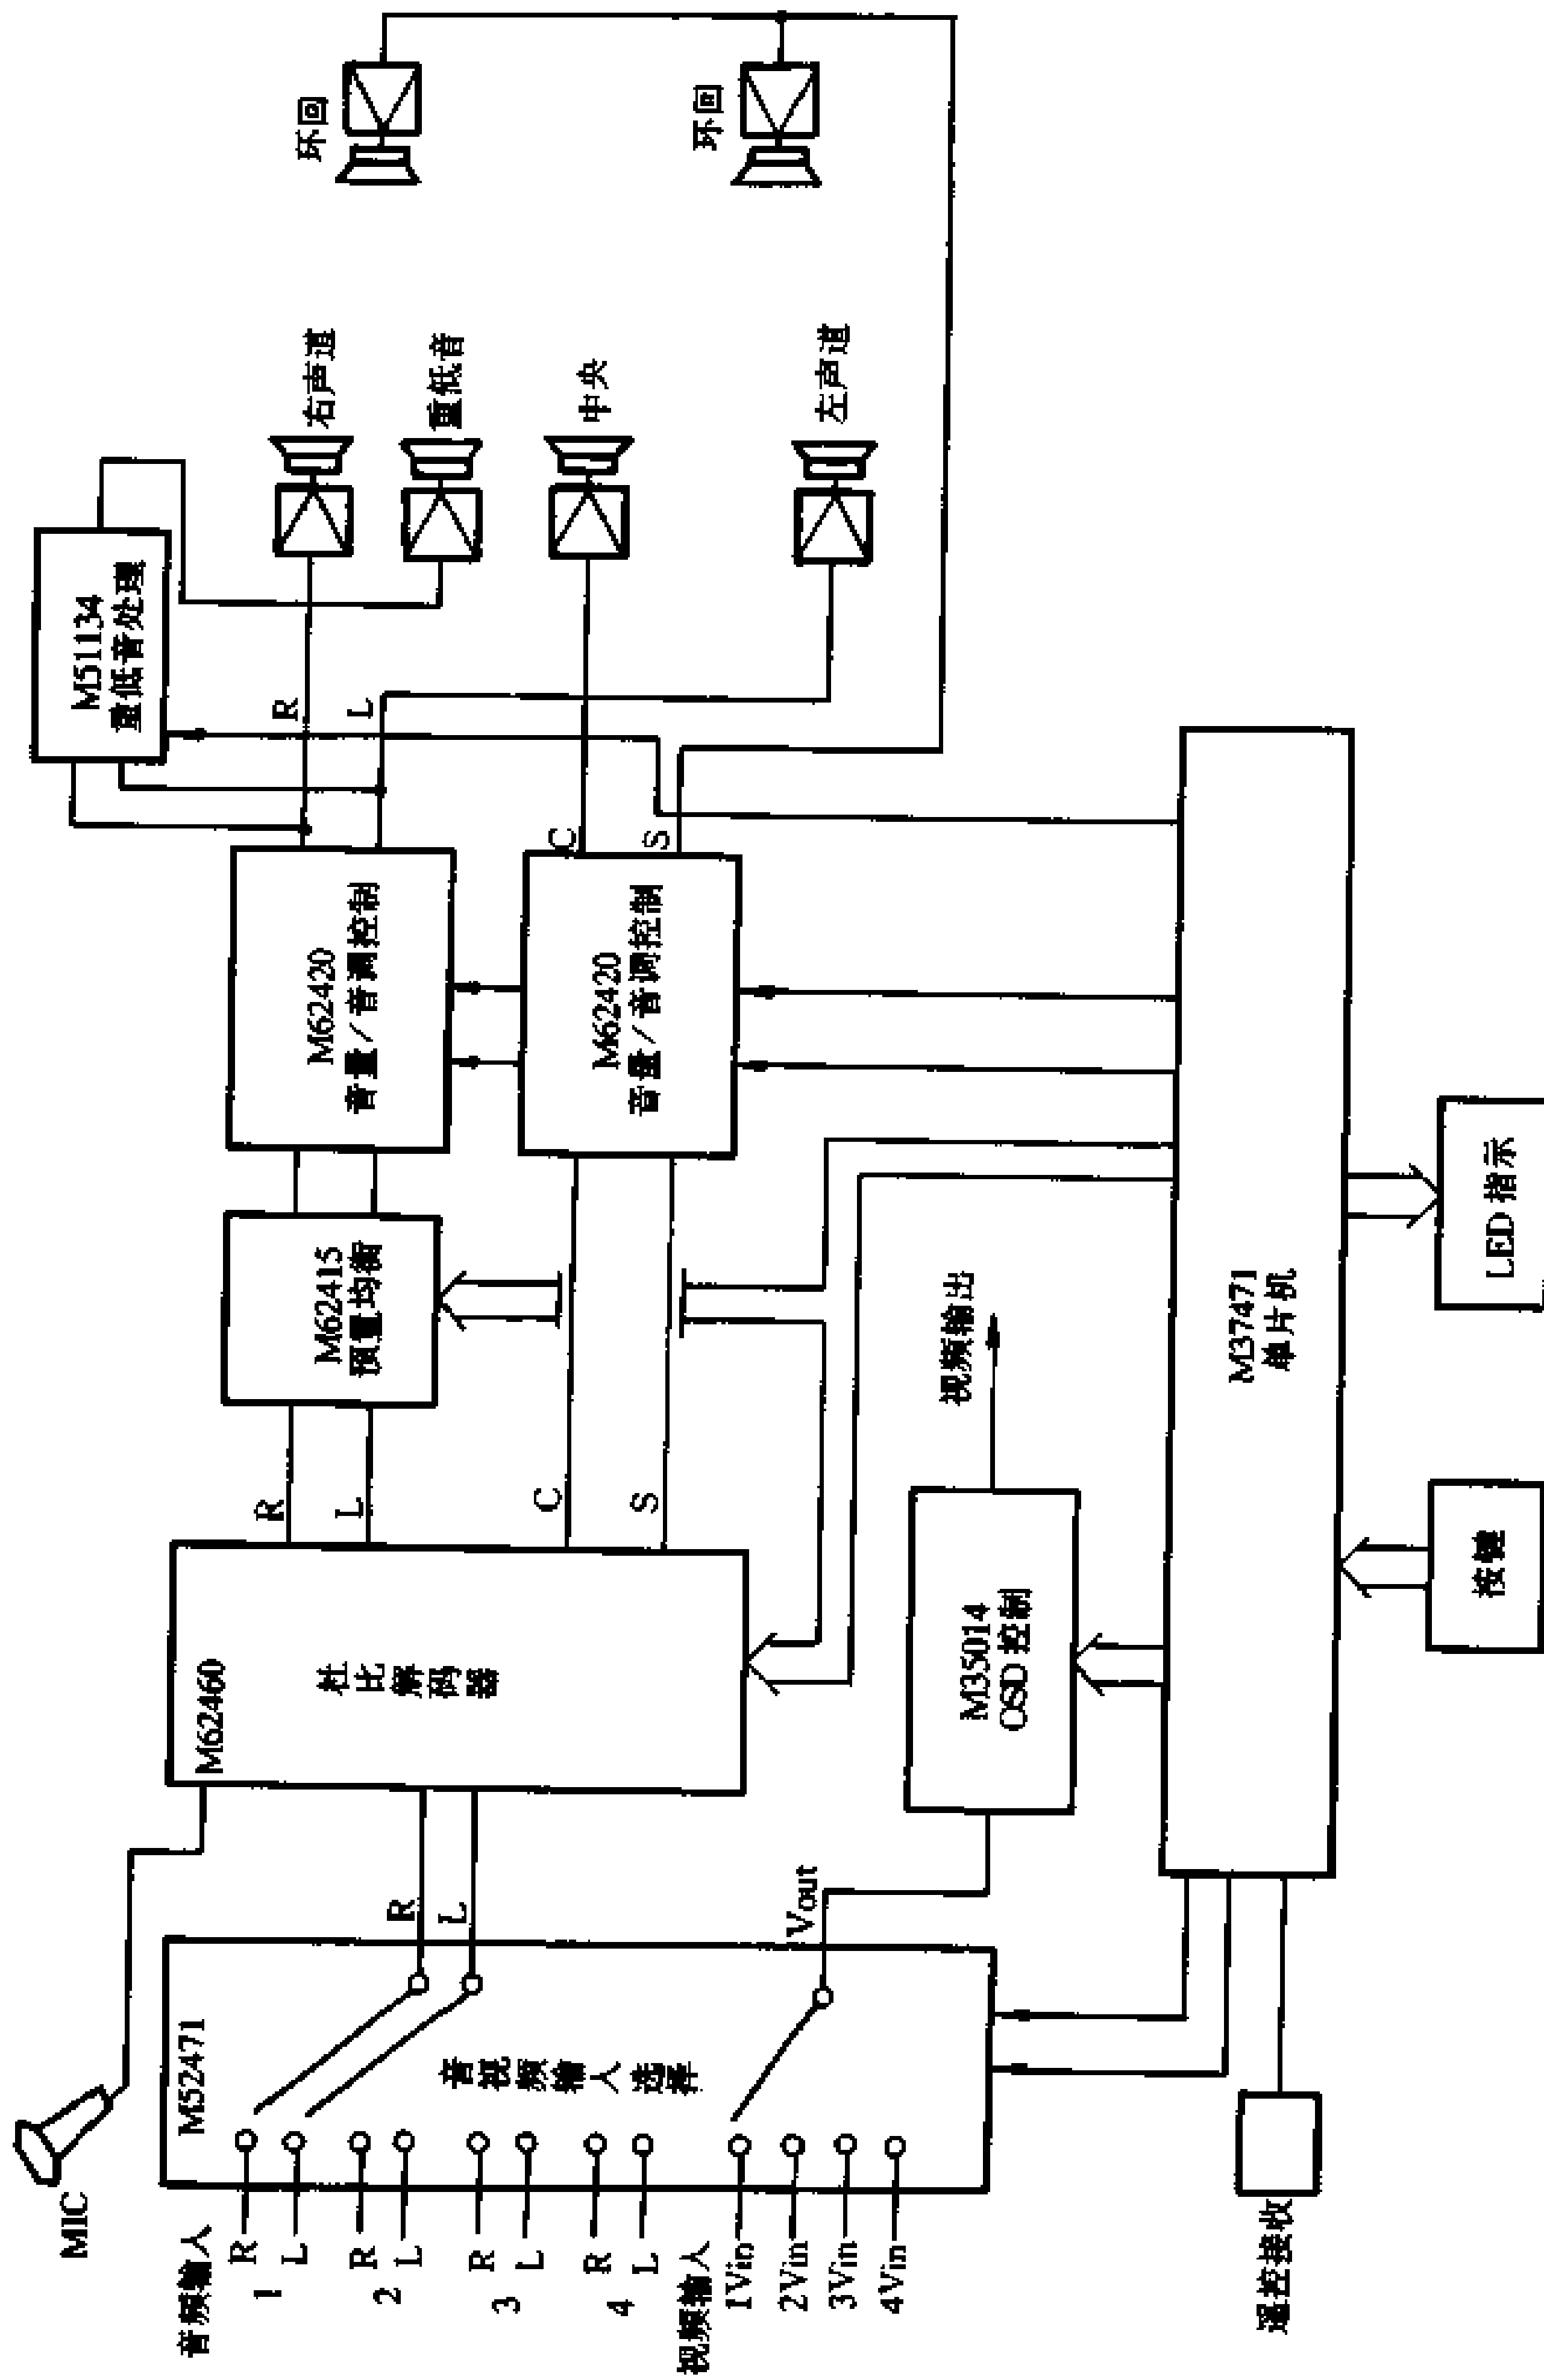 MIC
音频输入
R
1
L
R
2
L
R
3
L
R
4
L
视频输入
1Vin
2Vin
3Vin
4Vin
M52471
音视频输入选择
R
L
Vout
M62460
杜比解码器
R
L
C
S
M62415
预置均衡
M62420
音量/音调控制
M62420
音量/音调控制
R
L
C
S
M51134
重低音处理
右声道
重低音
中央
左声道
环回
环回
M35014
OSD 控制
视频输出
M37471
单片机
遥控接收
按键
LED 指示